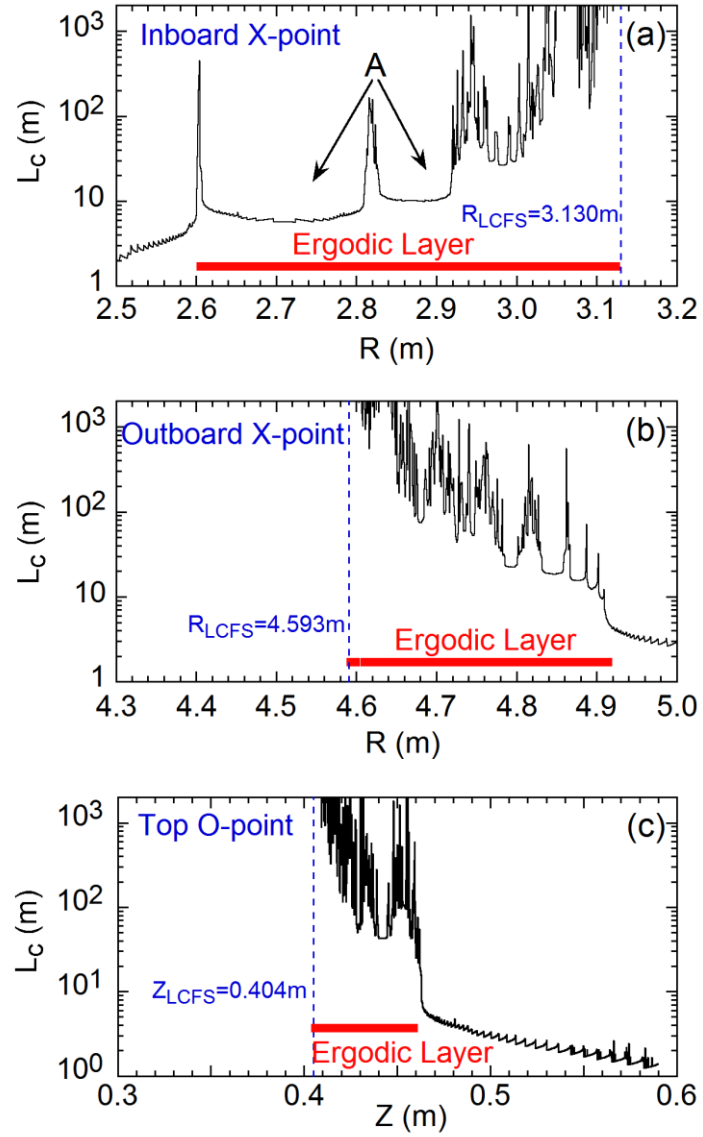 10³
Inboard X-point
(a)
A
10²
L_C (m)
10
R_LCFS=3.130m
Ergodic Layer
1
2.5 2.6 2.7 2.8 2.9 3.0 3.1 3.2
R (m)
10³
Outboard X-point
(b)
10²
L_C (m)
10
R_LCFS=4.593m
Ergodic Layer
1
4.3 4.4 4.5 4.6 4.7 4.8 4.9 5.0
R (m)
10³
Top O-point
(c)
10²
L_C (m)
10¹
Z_LCFS=0.404m
Ergodic Layer
10⁰
0.3 0.4 0.5 0.6
Z (m)